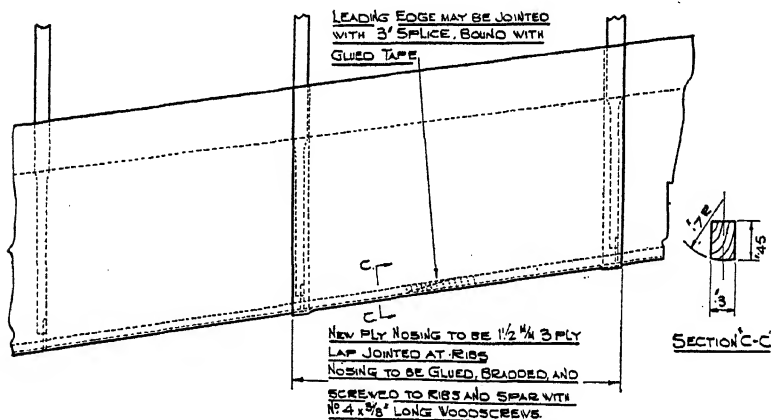 LEADING EDGE MAY BE JOINTED
WITH 3" SPLICE, BOUND WITH
GLUED TAPE
C
C
NEW PLY NOSING TO BE 1½ M/M 3 PLY
LAP JOINTED AT RIBS
NOSING TO BE GLUED, BRADDED, AND
SCREWED TO RIBS AND SPAR WITH
Nº 4 x ⅜" LONG WOODSCREWS.
·7"R
·45"
·3"
SECTION "C-C"